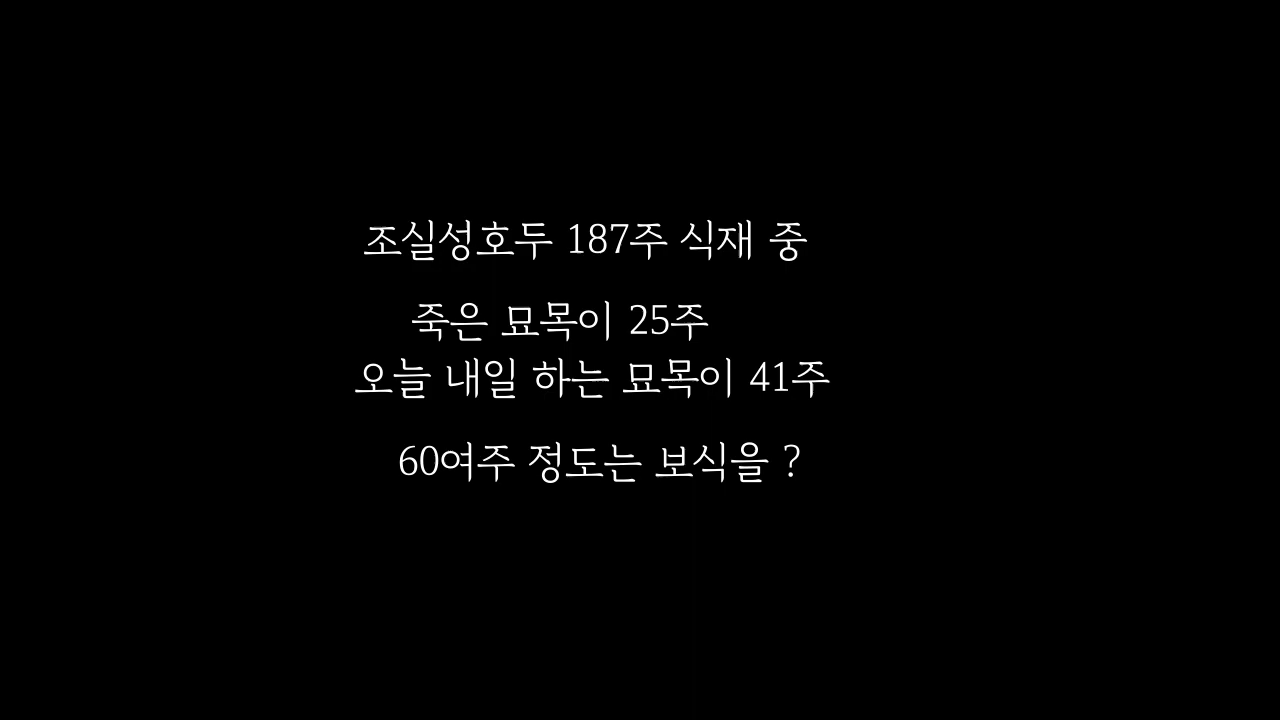 조실성호두 187주 식재 중
죽은 묘목이 25주
오늘 내일 하는 묘목이 41주
60여주 정도는 보식을 ?